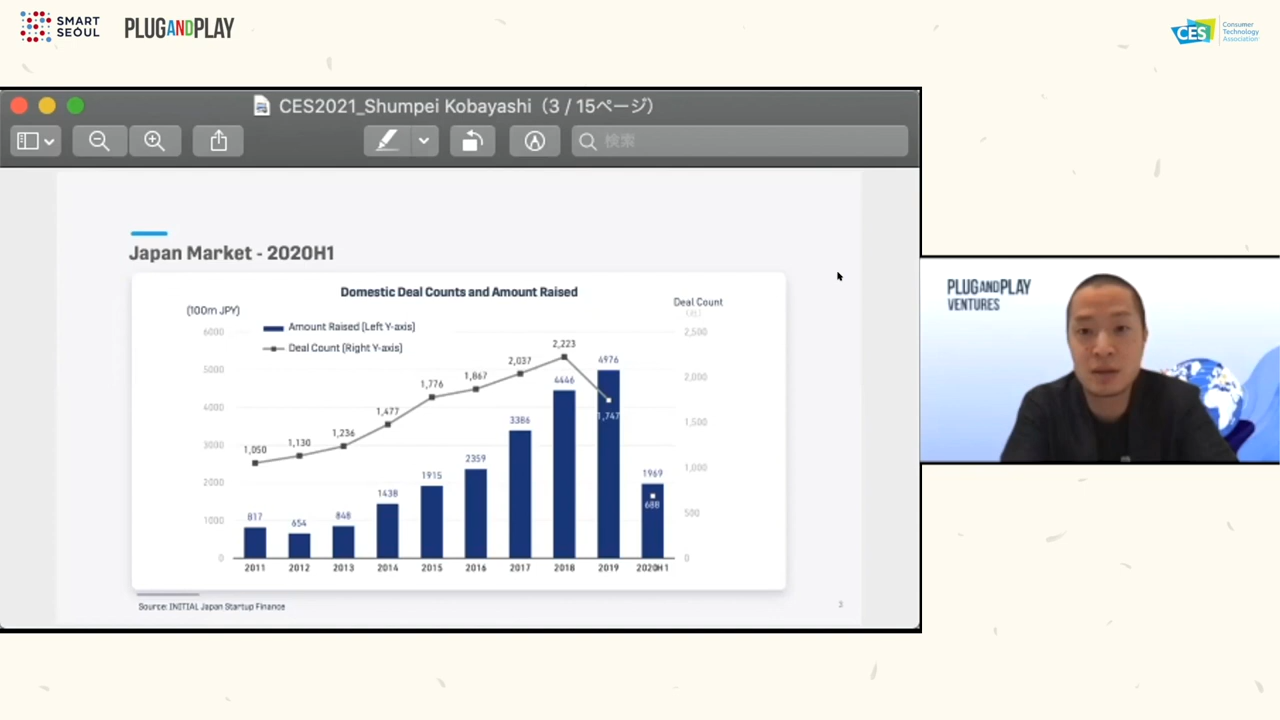 SMART
SEOUL
PLUGANDPLAY
CES
Consumer
Technology
Association
CES2021_Shumpei Kobayashi（3 / 15ページ）
検索
Japan Market - 2020H1
Domestic Deal Counts and Amount Raised
(100m JPY)
Deal Count
Amount Raised (Left Y-axis)
Deal Count (Right Y-axis)
6000
5000
4000
3000
2000
1000
0
2,500
2,000
1,500
1,000
500
0
1,050
1,130
1,236
1,477
1,776
1,867
2,037
2,223
1,747
688
817
654
848
1438
1915
2359
3386
4446
4976
1969
2011
2012
2013
2014
2015
2016
2017
2018
2019
2020H1
Source: INITIAL Japan Startup Finance
3
PLUGANDPLAY
VENTURES